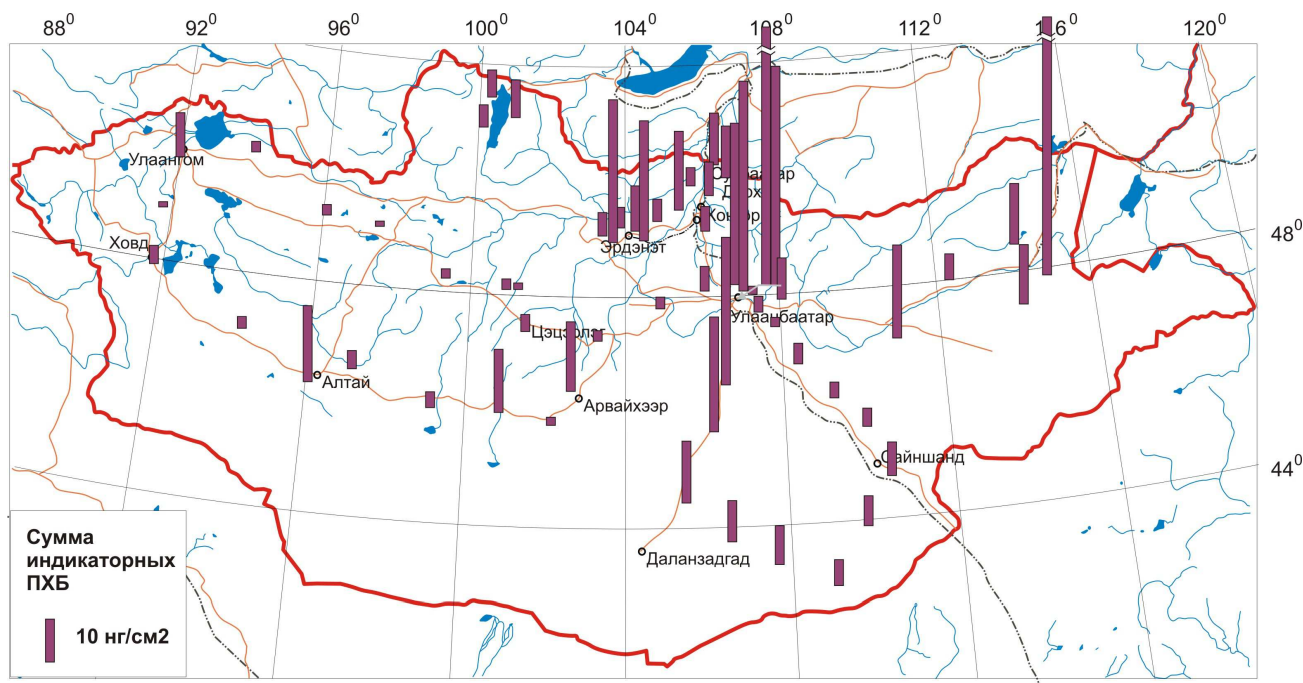 88⁰ 92⁰ 96⁰ 100⁰ 104⁰ 108⁰ 112⁰ 116⁰ 120⁰
Улаангом
Ховд
Эрдэнэт
48⁰
Улаанбаатар
Цэцэрлэг
Алтай
Арвайхээр
Сайншанд
44⁰
Даланзадгад
Сумма
индикаторных
ПХБ
10 нг/см2